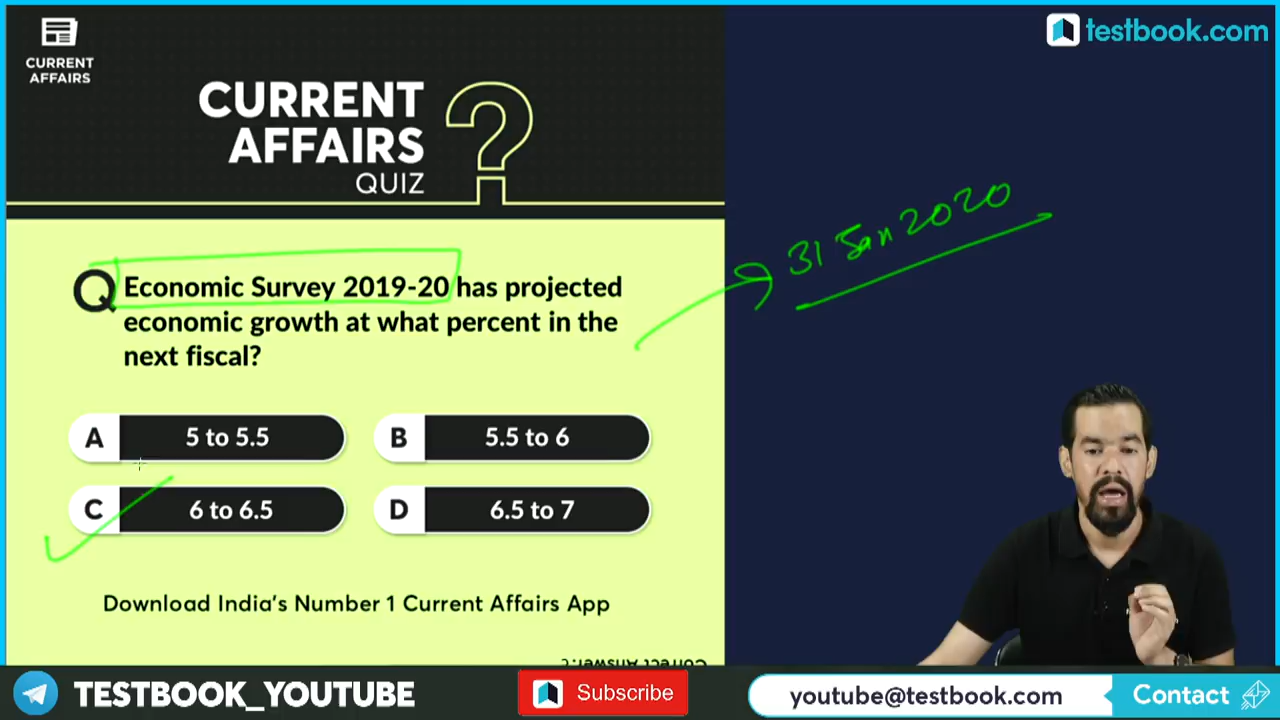 CURRENT
AFFAIRS
testbook.com
CURRENT
AFFAIRS
QUIZ
31 Jan 2020
Q Economic Survey 2019-20 has projected
economic growth at what percent in the
next fiscal?
A 5 to 5.5
B 5.5 to 6
C 6 to 6.5
D 6.5 to 7
Download India's Number 1 Current Affairs App
Correct Answer: C
TESTBOOK_YOUTUBE
Subscribe
youtube@testbook.com
Contact